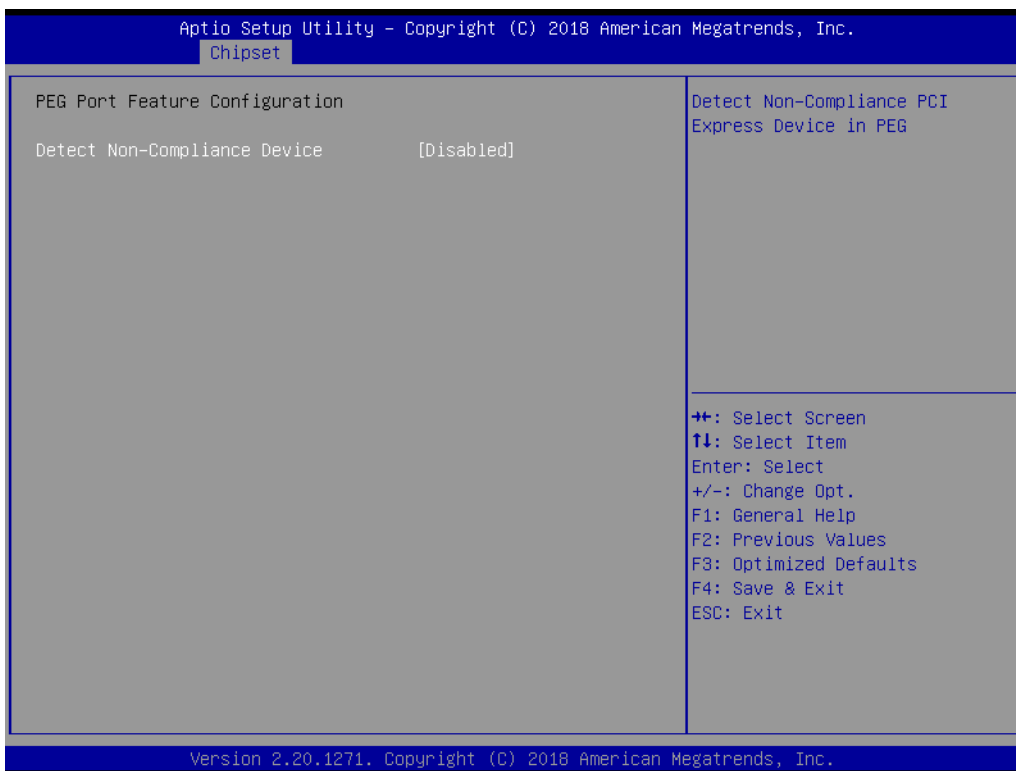 Aptio Setup Utility – Copyright (C) 2018 American Megatrends, Inc.
Chipset
PEG Port Feature Configuration
Detect Non-Compliance Device [Disabled]
Detect Non-Compliance PCI
Express Device in PEG
→←: Select Screen
↑↓: Select Item
Enter: Select
+/-: Change Opt.
F1: General Help
F2: Previous Values
F3: Optimized Defaults
F4: Save & Exit
ESC: Exit
Version 2.20.1271. Copyright (C) 2018 American Megatrends, Inc.